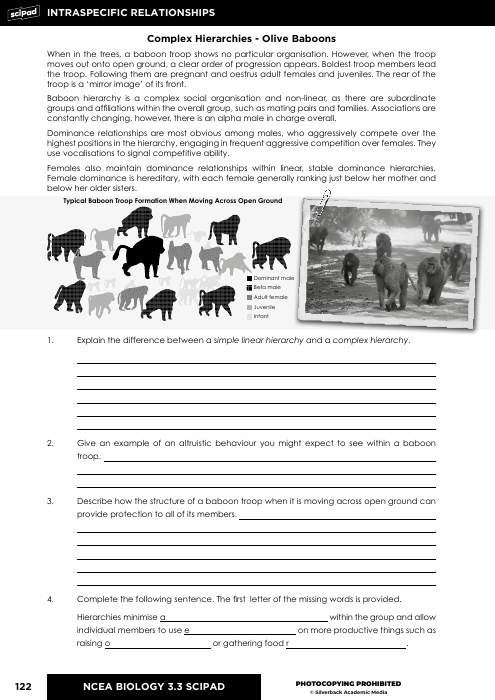 scipad INTRASPECIFIC RELATIONSHIPS
Complex Hierarchies - Olive Baboons
When in the trees, a baboon troop shows no particular organisation. However, when the troop
moves out onto open ground, a clear order of progression appears. Boldest troop members lead
the troop. Following them are pregnant and oestrus adult females and juveniles. The rear of the
troop is a 'mirror image' of its front.
Baboon hierarchy is a complex social organisation and non-linear, as there are subordinate
groups and affiliations within the overall group, such as mating pairs and families. Associations are
constantly changing, however, there is an alpha male in charge overall.
Dominance relationships are most obvious among males, who aggressively compete over the
highest positions in the hierarchy, engaging in frequent aggressive competition over females. They
use vocalisations to signal competitive ability.
Females also maintain dominance relationships within linear, stable dominance hierarchies.
Female dominance is hereditary, with each female generally ranking just below her mother and
below her older sisters.
Typical Baboon Troop Formation When Moving Across Open Ground
Dominant male
Beta male
Adult female
Juvenile
Infant
1. Explain the difference between a simple linear hierarchy and a complex hierarchy.
2. Give an example of an altruistic behaviour you might expect to see within a baboon
troop.
3. Describe how the structure of a baboon troop when it is moving across open ground can
provide protection to all of its members.
4. Complete the following sentence. The first letter of the missing words is provided.
Hierarchies minimise a within the group and allow
individual members to use e on more productive things such as
raising o or gathering food r .
122 NCEA BIOLOGY 3.3 SCIPAD
PHOTOCOPYING PROHIBITED
© Silverback Academic Media